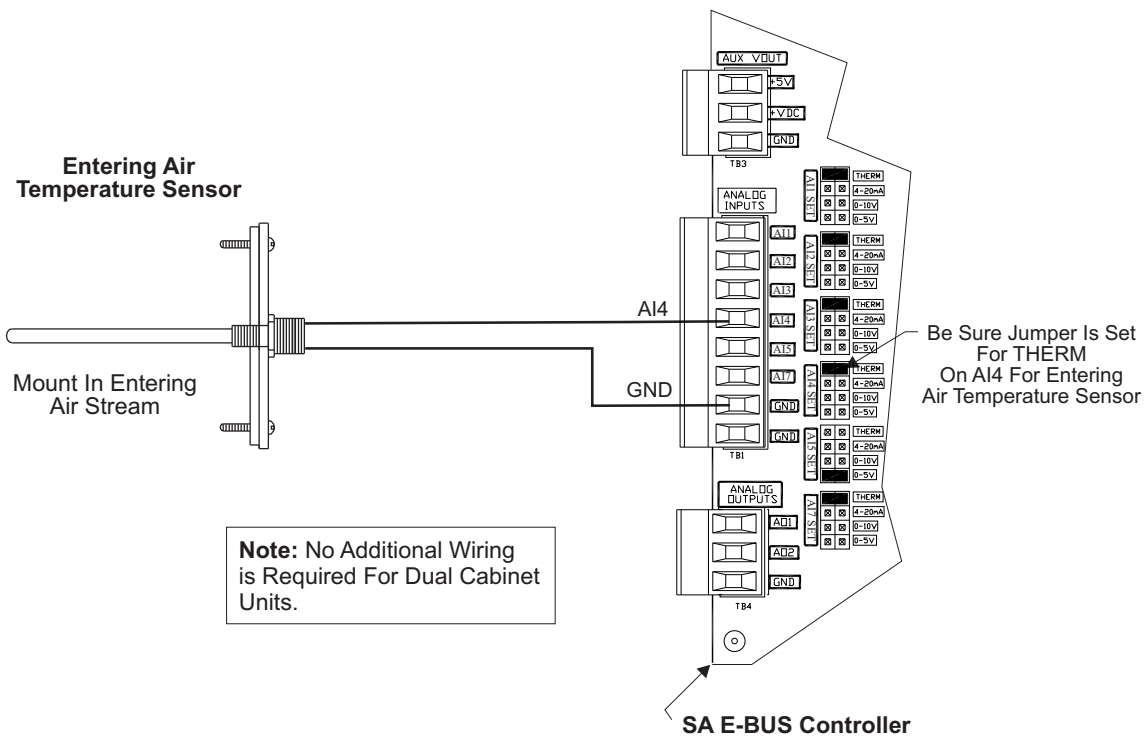 AUX VOUT
+5V
+VDC
GND
TB3
Entering Air
Temperature Sensor
ANALOG
INPUTS
AI1
AI2
AI3
AI4
AI5
AI7
GND
GND
TB1
AI1 SET
THERM
4-20mA
0-10V
0-5V
AI2 SET
THERM
4-20mA
0-10V
0-5V
AI3 SET
THERM
4-20mA
0-10V
0-5V
AI4 SET
THERM
4-20mA
0-10V
0-5V
AI5 SET
THERM
4-20mA
0-10V
0-5V
AI7 SET
THERM
4-20mA
0-10V
0-5V
AI4
GND
Mount In Entering
Air Stream
Be Sure Jumper Is Set
For THERM
On AI4 For Entering
Air Temperature Sensor
ANALOG
OUTPUTS
AO1
AO2
GND
TB4
Note: No Additional Wiring
is Required For Dual Cabinet
Units.
SA E-BUS Controller